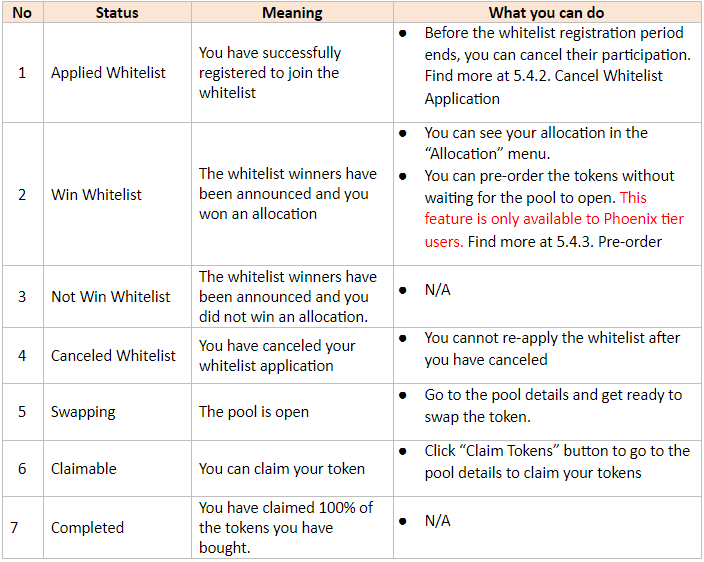 No Status Meaning What you can do
1 Applied Whitelist
You have successfully
registered to join the
whitelist
● Before the whitelist registration period
ends, you can cancel their participation.
Find more at 5.4.2. Cancel Whitelist
Application
2 Win Whitelist
The whitelist winners have
been announced and you
won an allocation
● You can see your allocation in the
“Allocation” menu.
● You can pre-order the tokens without
waiting for the pool to open. This
feature is only available to Phoenix tier
users. Find more at 5.4.3. Pre-order
3 Not Win Whitelist
The whitelist winners have
been announced and you
did not win an allocation.
● N/A
4 Canceled Whitelist
You have canceled your
whitelist application
● You cannot re-apply the whitelist after
you have canceled
5 Swapping
The pool is open
● Go to the pool details and get ready to
swap the token.
6 Claimable
You can claim your token
● Click “Claim Tokens” button to go to the
pool details to claim your tokens
7 Completed
You have claimed 100% of
the tokens you have
bought.
● N/A